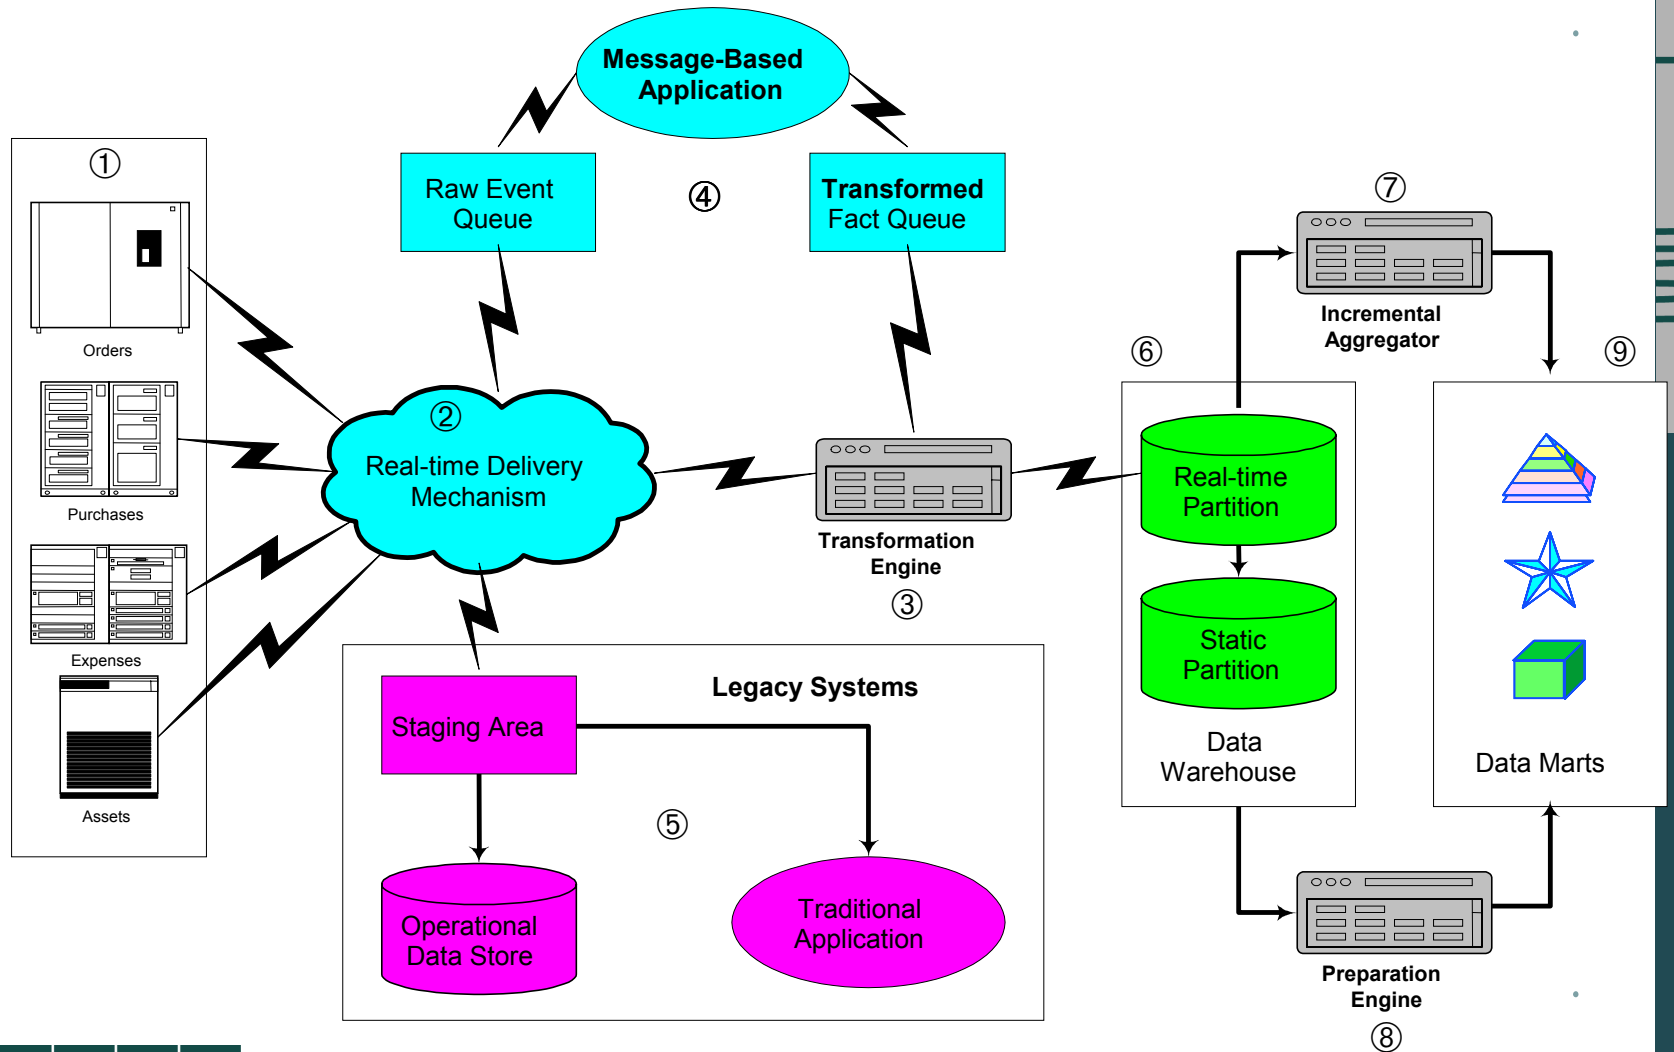 Message-Based
Application
①
Raw Event
Queue
④
Transformed
Fact Queue
⑦
Incremental
Aggregator
Orders
⑥
⑨
②
Real-time Delivery
Mechanism
Purchases
Real-time
Partition
Transformation
Engine
③
Expenses
Static
Partition
Legacy Systems
Staging Area
Data
Warehouse
Data Marts
Assets
⑤
Operational
Data Store
Traditional
Application
Preparation
Engine
⑧